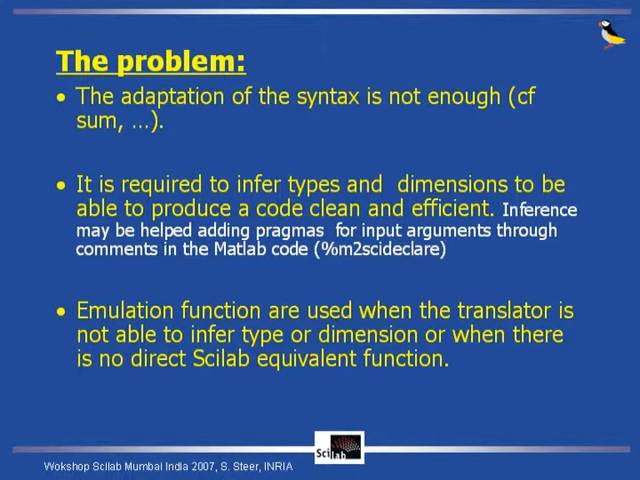 The problem:
• The adaptation of the syntax is not enough (cf
sum, ...).
• It is required to infer types and dimensions to be
able to produce a code clean and efficient. Inference
may be helped adding pragmas for input arguments through
comments in the Matlab code (%m2scideclare)
• Emulation function are used when the translator is
not able to infer type or dimension or when there
is no direct Scilab equivalent function.
Scilab
Wokshop Scilab Mumbai India 2007, S. Steer, INRIA